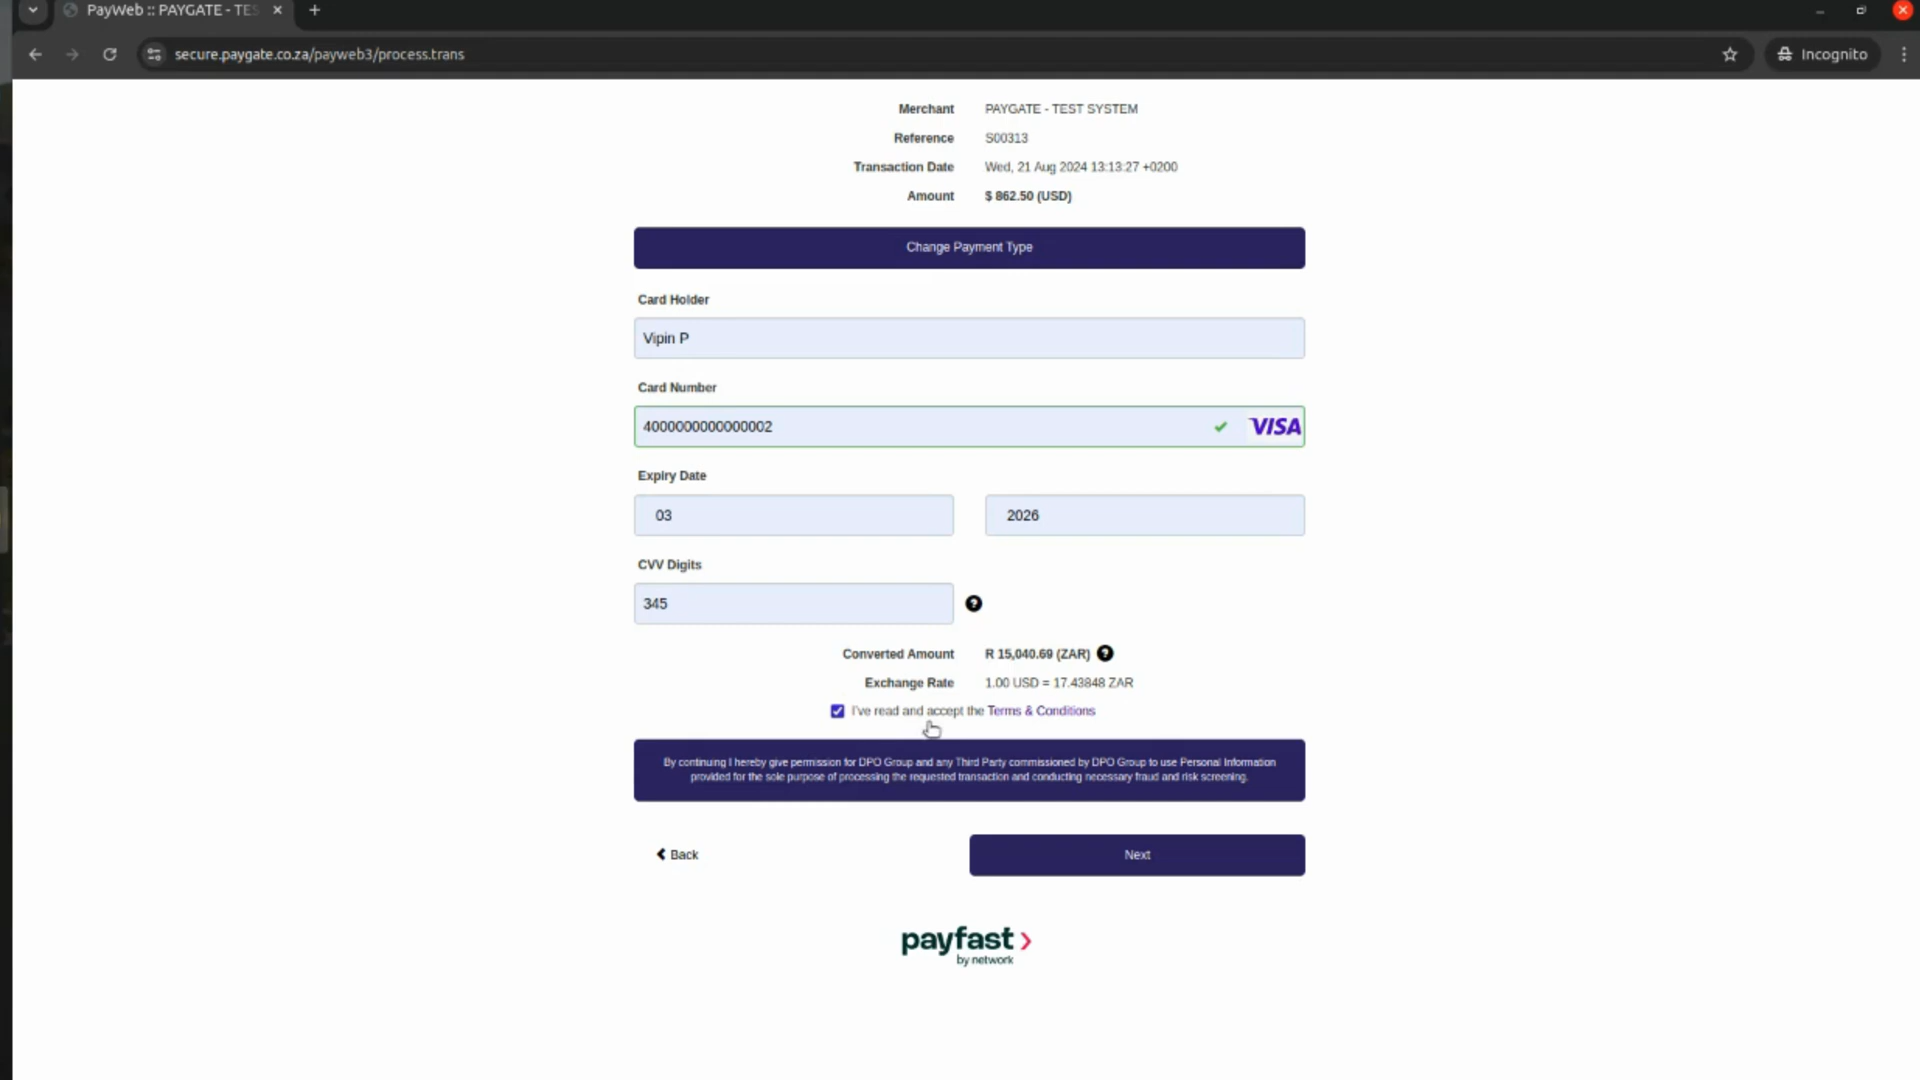 PayWeb :: PAYGATE - TES
secure.paygate.co.za/payweb3/process.trans
Incognito
Merchant PAYGATE - TEST SYSTEM
Reference S00313
Transaction Date Wed, 21 Aug 2024 13:13:27 +0200
Amount $ 862.50 (USD)
Change Payment Type
Card Holder
Vipin P
Card Number
4000000000000002 VISA
Expiry Date
03 2026
CVV Digits
345
Converted Amount R 15,040.69 (ZAR)
Exchange Rate 1.00 USD = 17.43848 ZAR
I've read and accept the Terms & Conditions
By continuing I hereby give permission for DPO Group and any Third Party commissioned by DPO Group to use Personal Information
provided for the sole purpose of processing the requested transaction and conducting necessary fraud and risk screening.
Back Next
payfast
by network